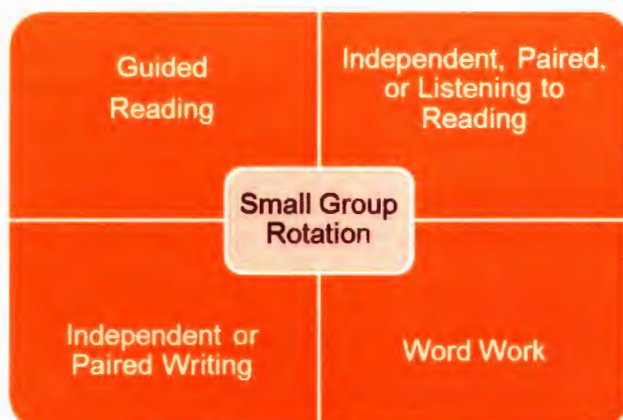 Guided
Reading
Independent, Paired,
or Listening to
Reading
Small Group
Rotation
Independent or
Paired Writing
Word Work